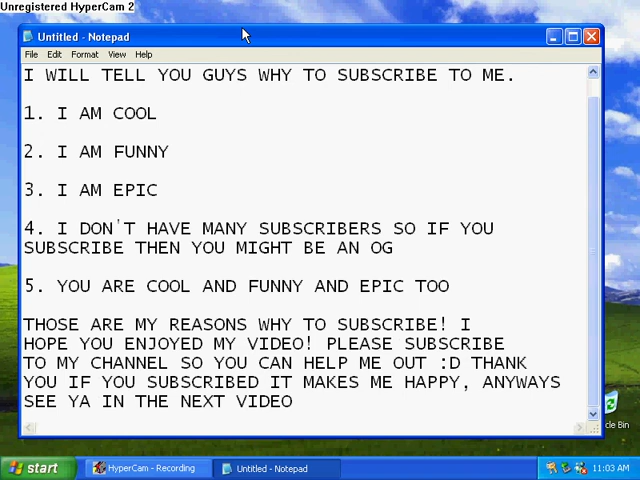 Unregistered HyperCam 2
Untitled - Notepad
File Edit Format View Help
I WILL TELL YOU GUYS WHY TO SUBSCRIBE TO ME.
1. I AM COOL
2. I AM FUNNY
3. I AM EPIC
4. I DON'T HAVE MANY SUBSCRIBERS SO IF YOU
SUBSCRIBE THEN YOU MIGHT BE AN OG
5. YOU ARE COOL AND FUNNY AND EPIC TOO
THOSE ARE MY REASONS WHY TO SUBSCRIBE! I
HOPE YOU ENJOYED MY VIDEO! PLEASE SUBSCRIBE
TO MY CHANNEL SO YOU CAN HELP ME OUT :D THANK
YOU IF YOU SUBSCRIBED IT MAKES ME HAPPY, ANYWAYS
SEE YA IN THE NEXT VIDEO
cle Bin
start
HyperCam - Recording
Untitled - Notepad
11:03 AM